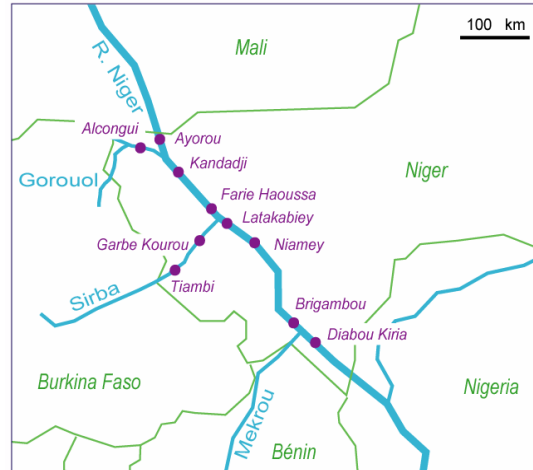 100 km
Mali
R. Niger
Alcongui
Ayorou
Kandadji
Gorouol
Niger
Farie Haoussa
Latakabiey
Garbe Kourou
Niamey
Tiambi
Sirba
Brigambou
Diabou Kiria
Burkina Faso
Nigeria
Mekrou
Bénin